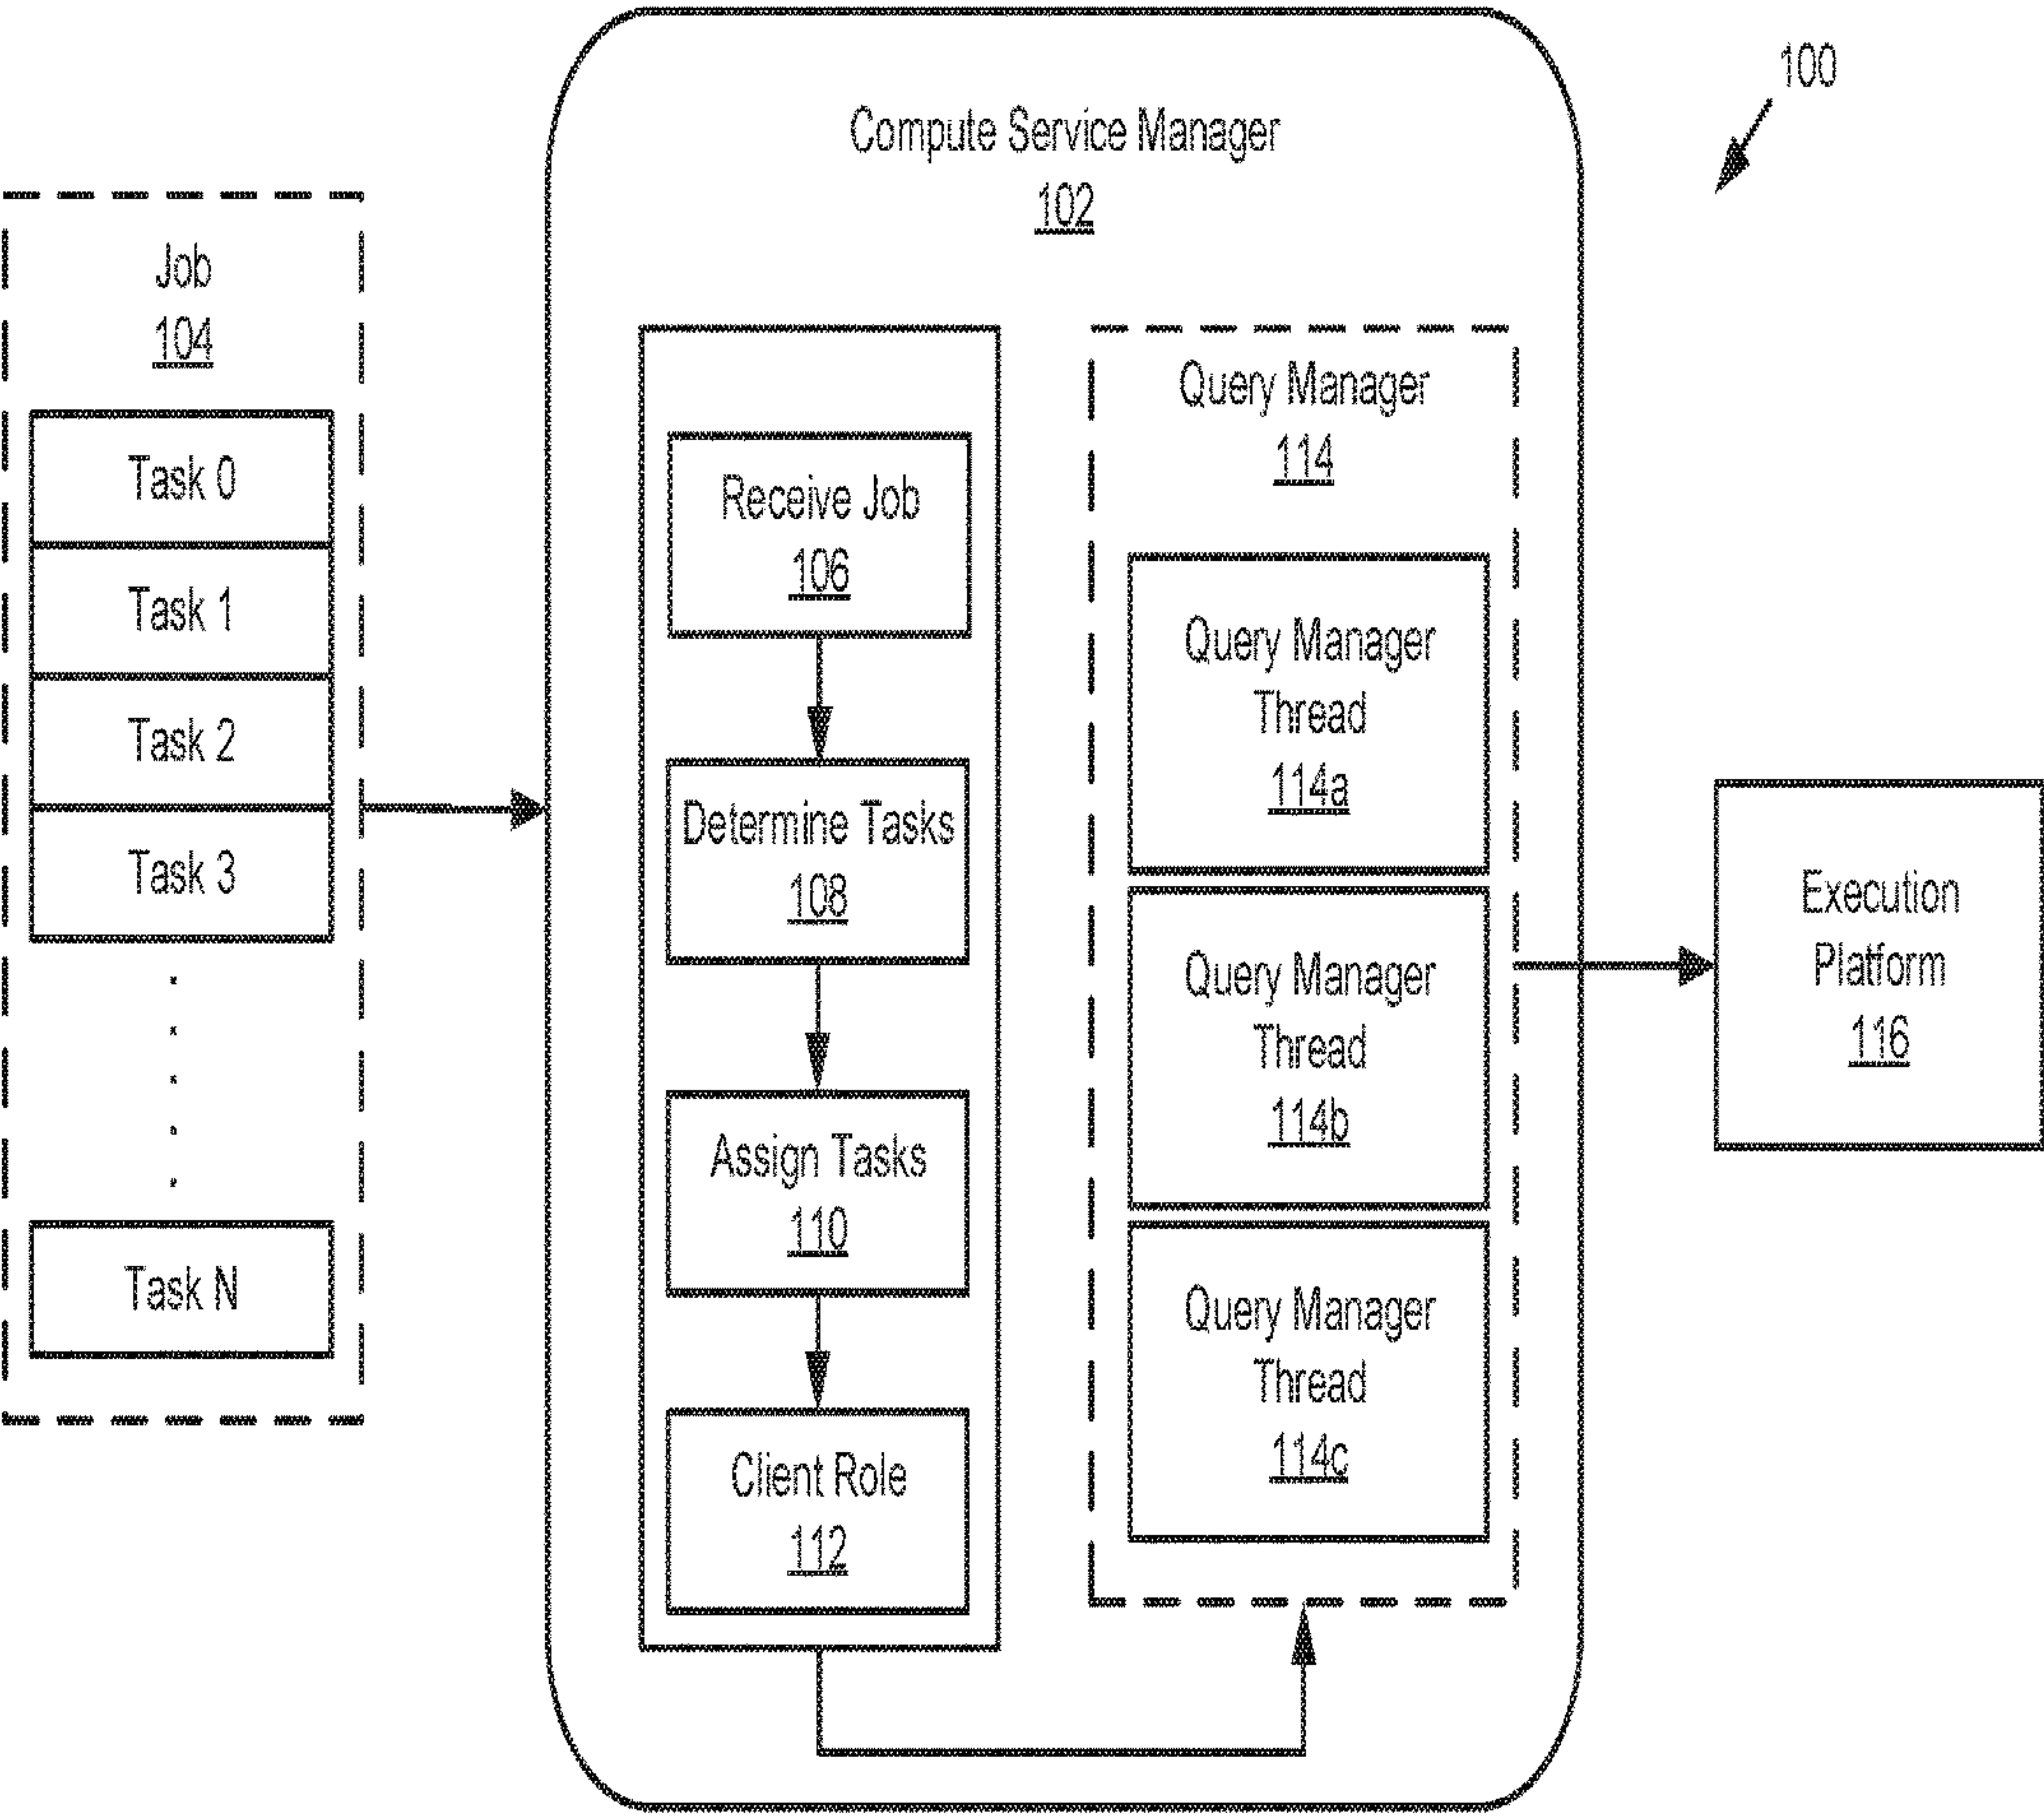 100
Compute Service Manager
102
Job
104
Task 0
Task 1
Task 2
Task 3
Task N
Receive Job
106
Determine Tasks
108
Assign Tasks
110
Client Role
112
Query Manager
114
Query Manager
Thread
114a
Query Manager
Thread
114b
Query Manager
Thread
114c
Execution
Platform
116